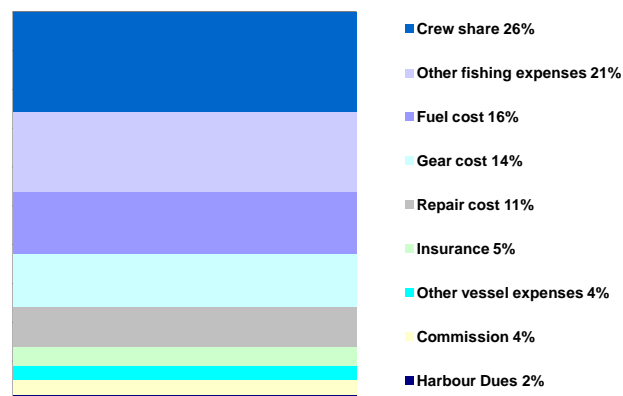 Crew share 26%
Other fishing expenses 21%
Fuel cost 16%
Gear cost 14%
Repair cost 11%
Insurance 5%
Other vessel expenses 4%
Commission 4%
Harbour Dues 2%